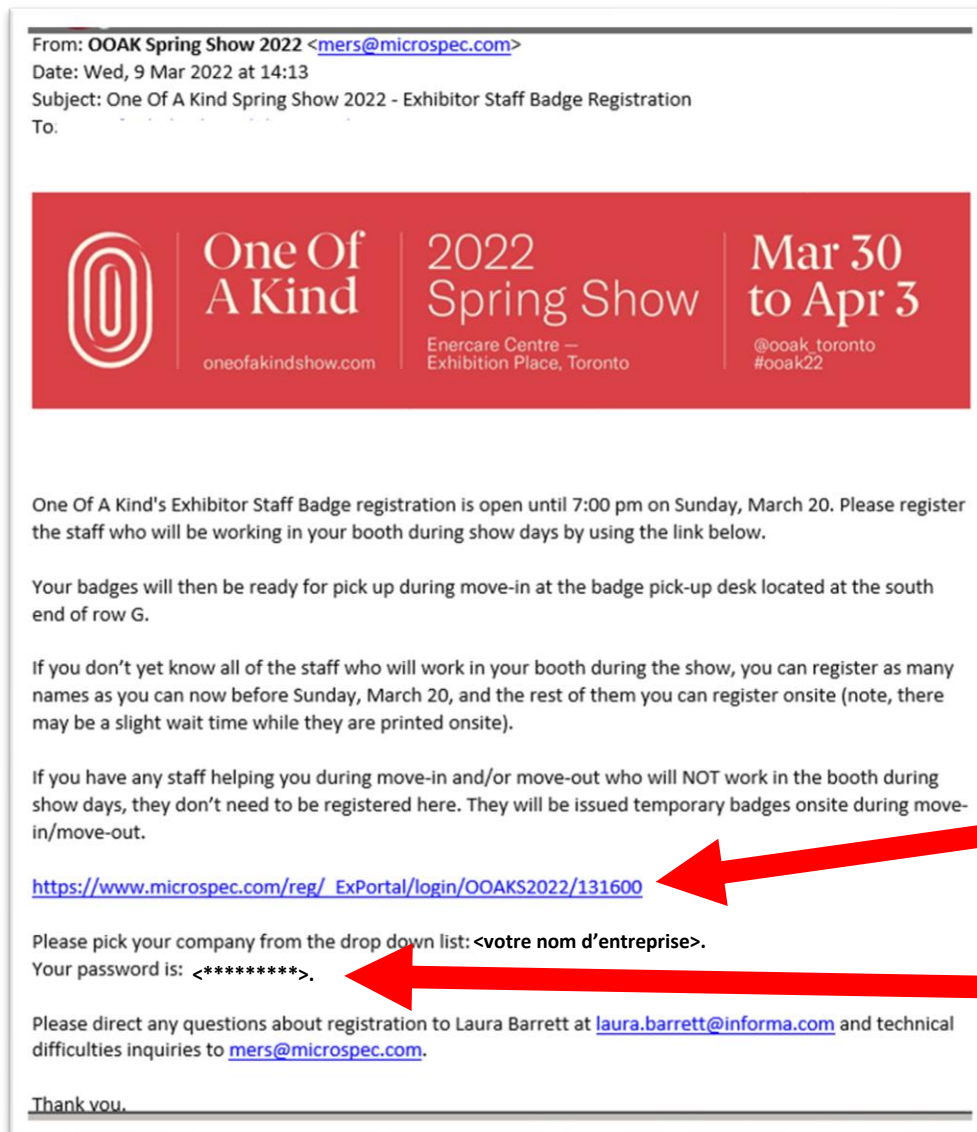 From: OOAK Spring Show 2022 <mers@microspec.com>
Date: Wed, 9 Mar 2022 at 14:13
Subject: One Of A Kind Spring Show 2022 - Exhibitor Staff Badge Registration
To:
One Of
A Kind
oneofakindshow.com
2022
Spring Show
Enercare Centre —
Exhibition Place, Toronto
Mar 30
to Apr 3
@ooak_toronto
#ooak22
One Of A Kind's Exhibitor Staff Badge registration is open until 7:00 pm on Sunday, March 20. Please register
the staff who will be working in your booth during show days by using the link below.
Your badges will then be ready for pick up during move-in at the badge pick-up desk located at the south
end of row G.
If you don’t yet know all of the staff who will work in your booth during the show, you can register as many
names as you can now before Sunday, March 20, and the rest of them you can register onsite (note, there
may be a slight wait time while they are printed onsite).
If you have any staff helping you during move-in and/or move-out who will NOT work in the booth during
show days, they don’t need to be registered here. They will be issued temporary badges onsite during move-
in/move-out.
https://www.microspec.com/reg/_ExPortal/login/OOAKS2022/131600
Please pick your company from the drop down list: <votre nom d’entreprise>.
Your password is: <*********>.
Please direct any questions about registration to Laura Barrett at laura.barrett@informa.com and technical
difficulties inquiries to mers@microspec.com.
Thank you.